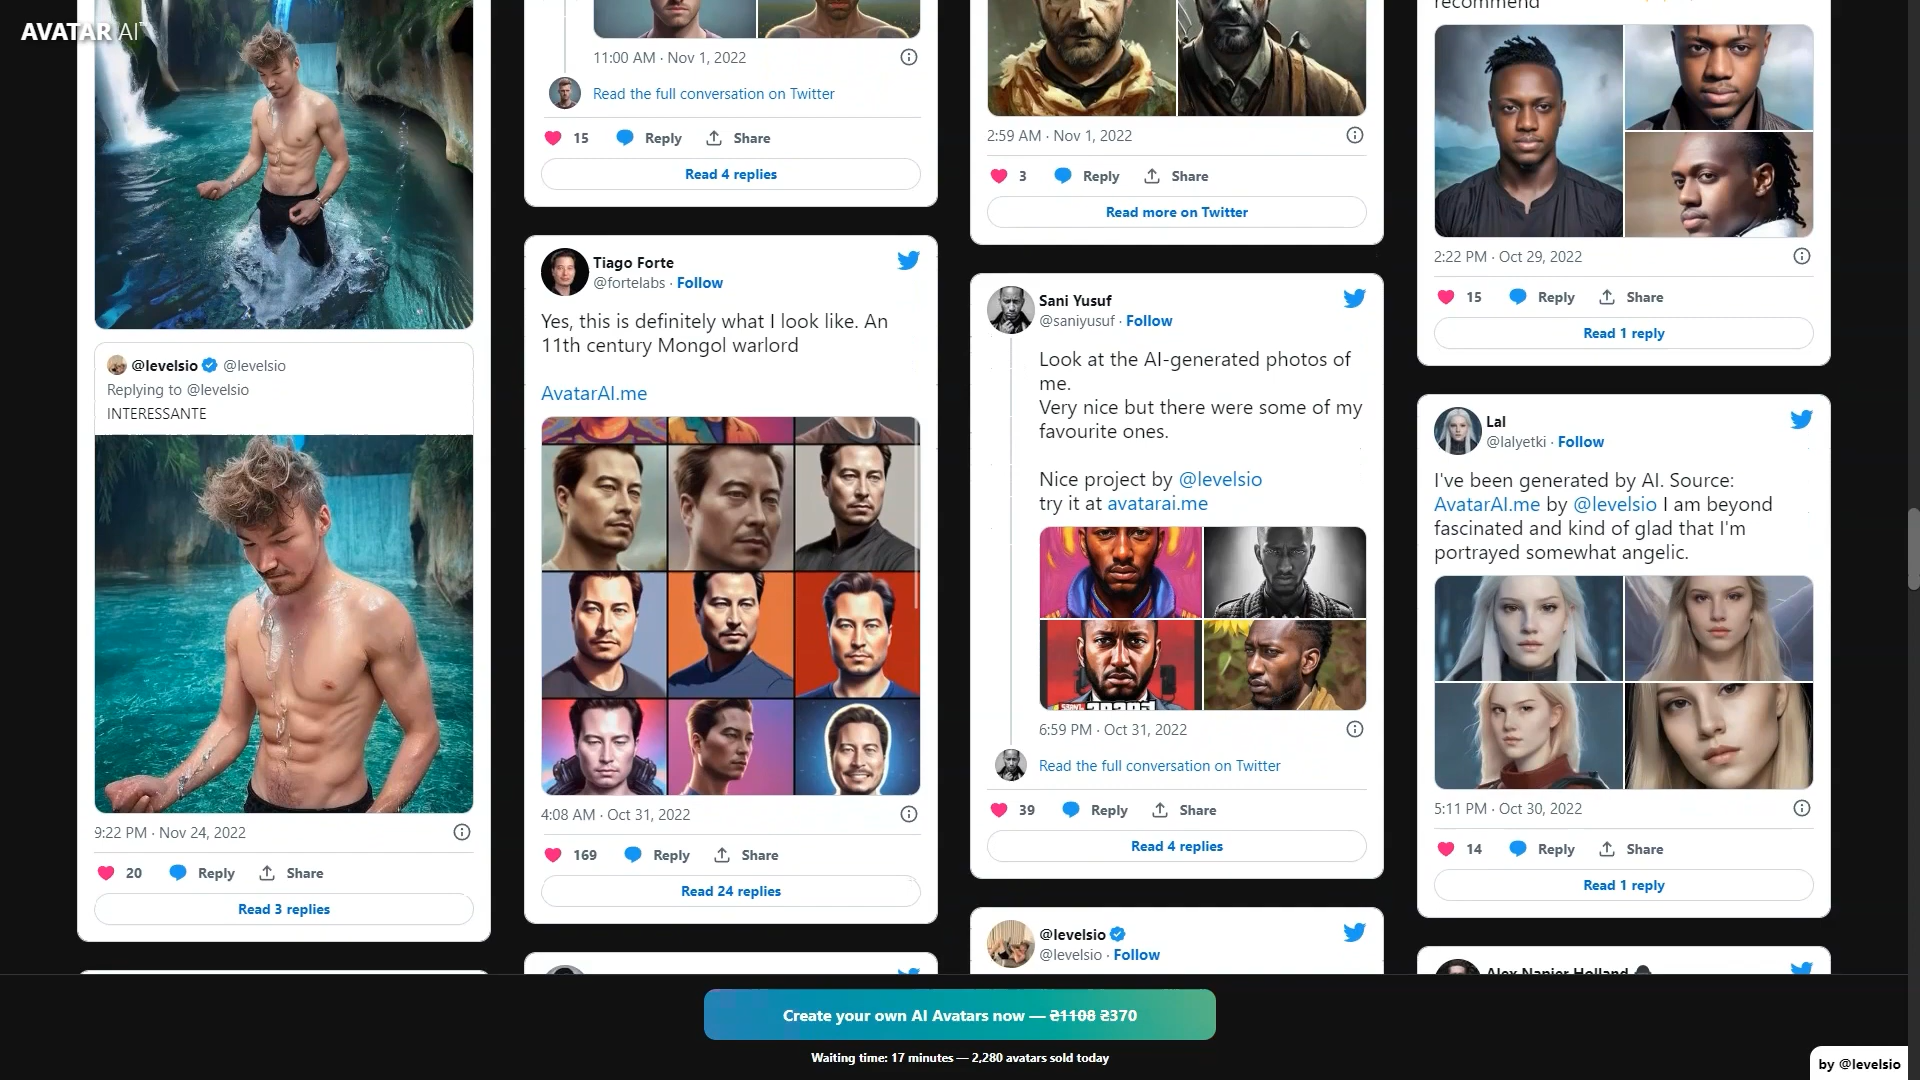 AVATAR AI™
@levelsio @levelsio
Replying to @levelsio
INTERESSANTE
9:22 PM · Nov 24, 2022
20 Reply Share
Read 3 replies
11:00 AM · Nov 1, 2022
Read the full conversation on Twitter
15 Reply Share
Read 4 replies
Tiago Forte
@fortelabs · Follow
Yes, this is definitely what I look like. An
11th century Mongol warlord
AvatarAI.me
4:08 AM · Oct 31, 2022
169 Reply Share
Read 24 replies
2:59 AM · Nov 1, 2022
3 Reply Share
Read more on Twitter
Sani Yusuf
@saniyusuf · Follow
Look at the AI-generated photos of
me.
Very nice but there were some of my
favourite ones.
Nice project by @levelsio
try it at avatarai.me
6:59 PM · Oct 31, 2022
Read the full conversation on Twitter
39 Reply Share
Read 4 replies
@levelsio
@levelsio · Follow
recommend
2:22 PM · Oct 29, 2022
15 Reply Share
Read 1 reply
Lal
@lalyetki · Follow
I've been generated by AI. Source:
AvatarAI.me by @levelsio I am beyond
fascinated and kind of glad that I'm
portrayed somewhat angelic.
5:11 PM · Oct 30, 2022
14 Reply Share
Read 1 reply
Alex Napier Holland
Create your own AI Avatars now — ₴1108 ₴370
Waiting time: 17 minutes — 2,280 avatars sold today
by @levelsio